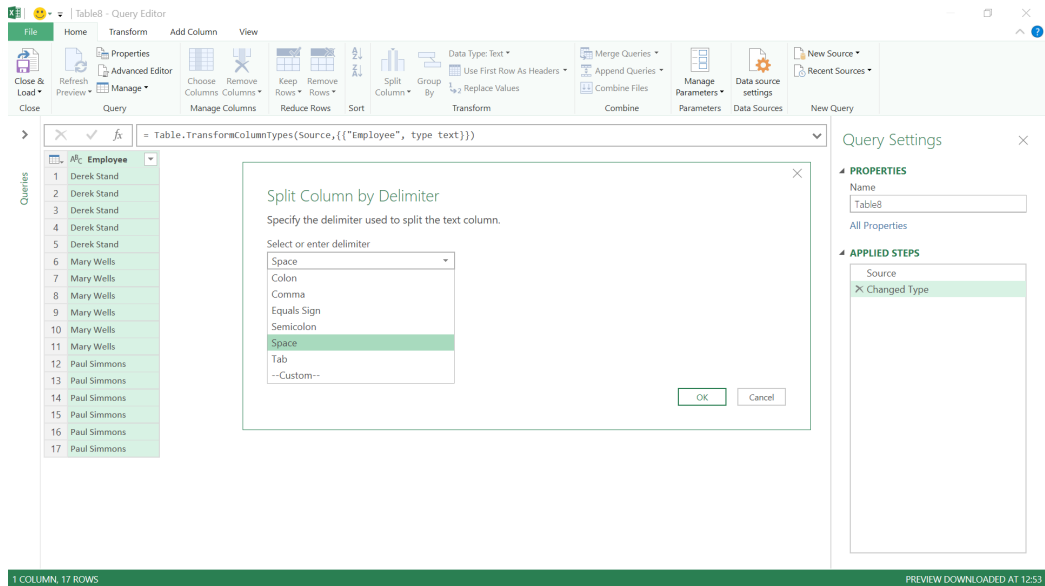 Table8 - Query Editor
File Home Transform Add Column View
Close & Load
Refresh Preview
Properties
Advanced Editor
Manage
Choose Columns
Remove Columns
Keep Rows
Remove Rows
Split Column
Group By
Data Type: Text
Use First Row As Headers
Replace Values
Merge Queries
Append Queries
Combine Files
Manage Parameters
Data source settings
New Source
Recent Sources
Close Query Manage Columns Reduce Rows Sort Transform Combine Parameters Data Sources New Query
fx = Table.TransformColumnTypes(Source,{{"Employee", type text}})
Queries
ABC Employee
1 Derek Stand
2 Derek Stand
3 Derek Stand
4 Derek Stand
5 Derek Stand
6 Mary Wells
7 Mary Wells
8 Mary Wells
9 Mary Wells
10 Mary Wells
11 Mary Wells
12 Paul Simmons
13 Paul Simmons
14 Paul Simmons
15 Paul Simmons
16 Paul Simmons
17 Paul Simmons
Split Column by Delimiter
Specify the delimiter used to split the text column.
Select or enter delimiter
Space
Colon
Comma
Equals Sign
Semicolon
Space
Tab
--Custom--
OK Cancel
Query Settings
PROPERTIES
Name
Table8
All Properties
APPLIED STEPS
Source
Changed Type
1 COLUMN, 17 ROWS
PREVIEW DOWNLOADED AT 12:53